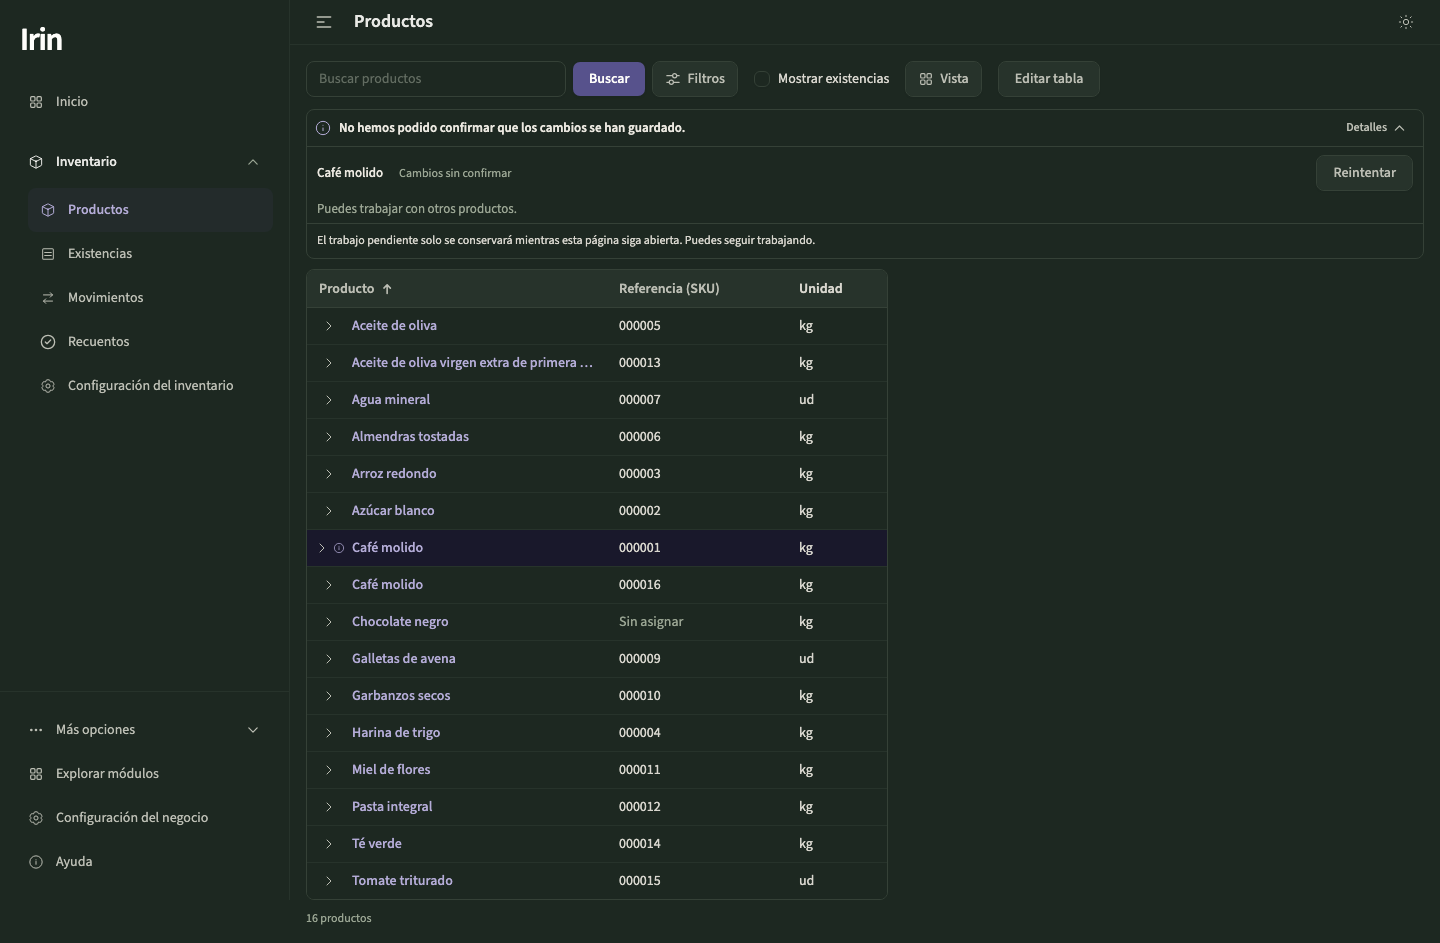 Irin
Productos
Buscar productos
Buscar
Filtros
Mostrar existencias
Vista
Editar tabla
Inicio
Inventario
Productos
Existencias
Movimientos
Recuentos
Configuración del inventario
Más opciones
Explorar módulos
Configuración del negocio
Ayuda
No hemos podido confirmar que los cambios se han guardado.
Detalles
Café molido Cambios sin confirmar
Reintentar
Puedes trabajar con otros productos.
El trabajo pendiente solo se conservará mientras esta página siga abierta. Puedes seguir trabajando.
Producto Referencia (SKU) Unidad
Aceite de oliva 000005 kg
Aceite de oliva virgen extra de primera ... 000013 kg
Agua mineral 000007 ud
Almendras tostadas 000006 kg
Arroz redondo 000003 kg
Azúcar blanco 000002 kg
Café molido 000001 kg
Café molido 000016 kg
Chocolate negro Sin asignar kg
Galletas de avena 000009 ud
Garbanzos secos 000010 kg
Harina de trigo 000004 kg
Miel de flores 000011 kg
Pasta integral 000012 kg
Té verde 000014 kg
Tomate triturado 000015 ud
16 productos